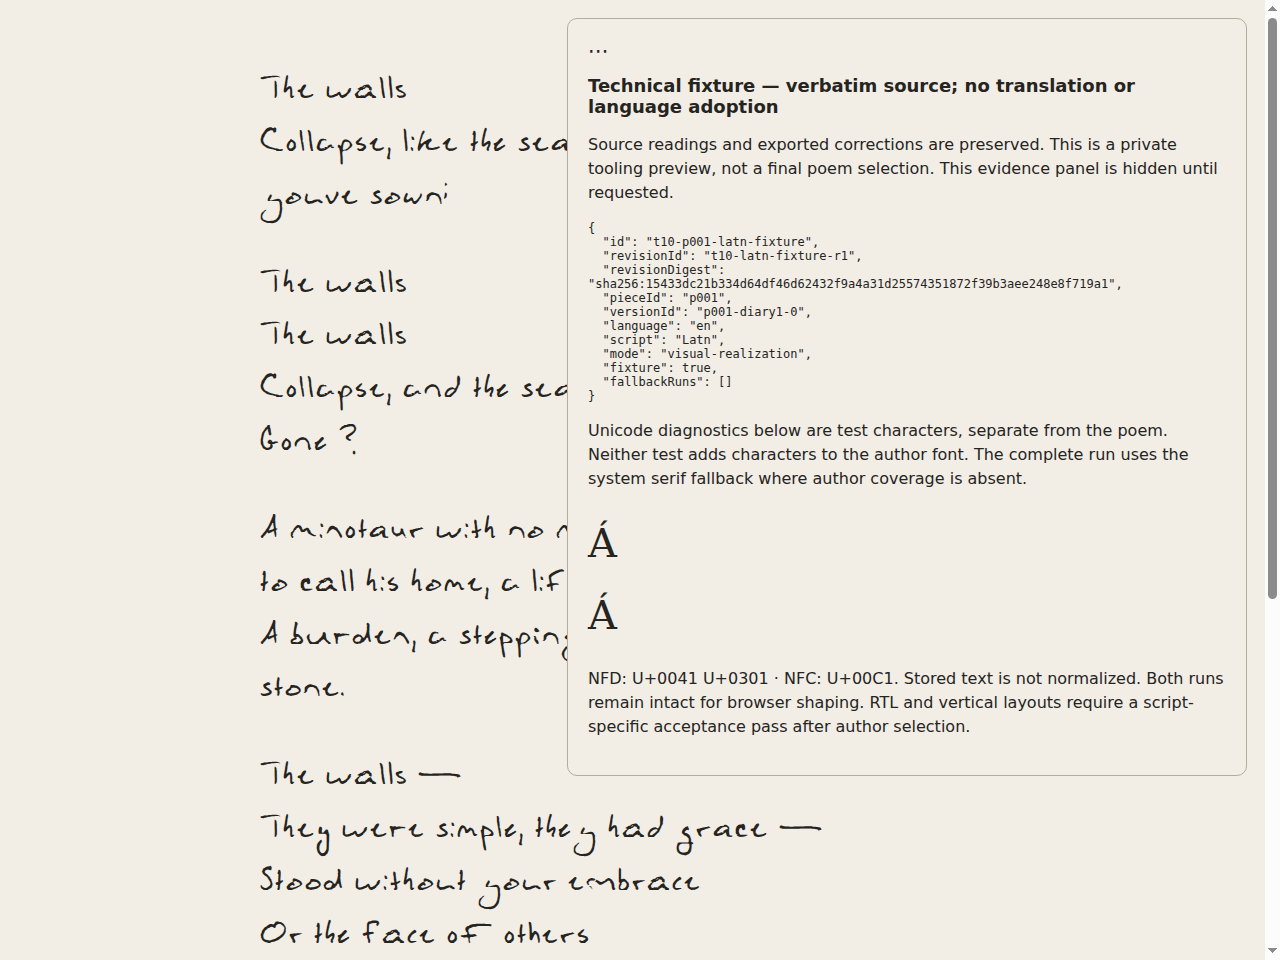 The walls
Collapse, like the sea
youve sown;
The walls
The walls
Collapse, and the sea
Gone ?
A minotaur with no
to call his home, a lif
A burden, a stepping
stone.
The walls —
They were simple, they had grace —
Stood without your embrace
Or the face of others
...
Technical fixture — verbatim source; no translation or
language adoption
Source readings and exported corrections are preserved. This is a private
tooling preview, not a final poem selection. This evidence panel is hidden until
requested.
{
"id": "t10-p001-latn-fixture",
"revisionId": "t10-latn-fixture-r1",
"revisionDigest":
"sha256:15433dc21b334d64df46d62432f9a4a31d25574351872f39b3aee248e8f719a1",
"pieceId": "p001",
"versionId": "p001-diary1-0",
"language": "en",
"script": "Latn",
"mode": "visual-realization",
"fixture": true,
"fallbackRuns": []
}
Unicode diagnostics below are test characters, separate from the poem.
Neither test adds characters to the author font. The complete run uses the
system serif fallback where author coverage is absent.
Á
Á
NFD: U+0041 U+0301 · NFC: U+00C1. Stored text is not normalized. Both runs
remain intact for browser shaping. RTL and vertical layouts require a script-
specific acceptance pass after author selection.